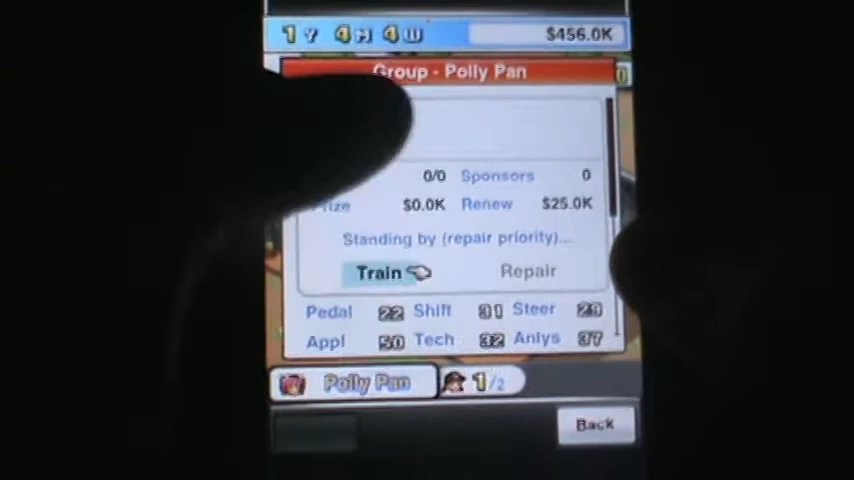 1Y 4M 4W $456.0K
Group - Polly Pan
0/0 Sponsors 0
Prize $0.0K Renew $25.0K
Standing by (repair priority)...
Train Repair
Pedal 22 Shift 31 Steer
Appl 50 Tech 32 Anlys 37
Polly Pan 1/2
Back